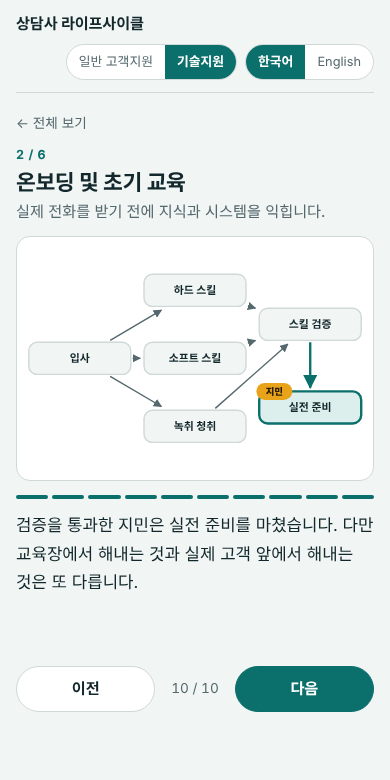 상담사 라이프사이클
일반 고객지원 기술지원 한국어 English
← 전체 보기
2 / 6
온보딩 및 초기 교육
실제 전화를 받기 전에 지식과 시스템을 익힙니다.
하드 스킬
스킬 검증
입사
소프트 스킬
지민
실전 준비
녹취 청취
검증을 통과한 지민은 실전 준비를 마쳤습니다. 다만
교육장에서 해내는 것과 실제 고객 앞에서 해내는
것은 또 다릅니다.
이전 10 / 10 다음